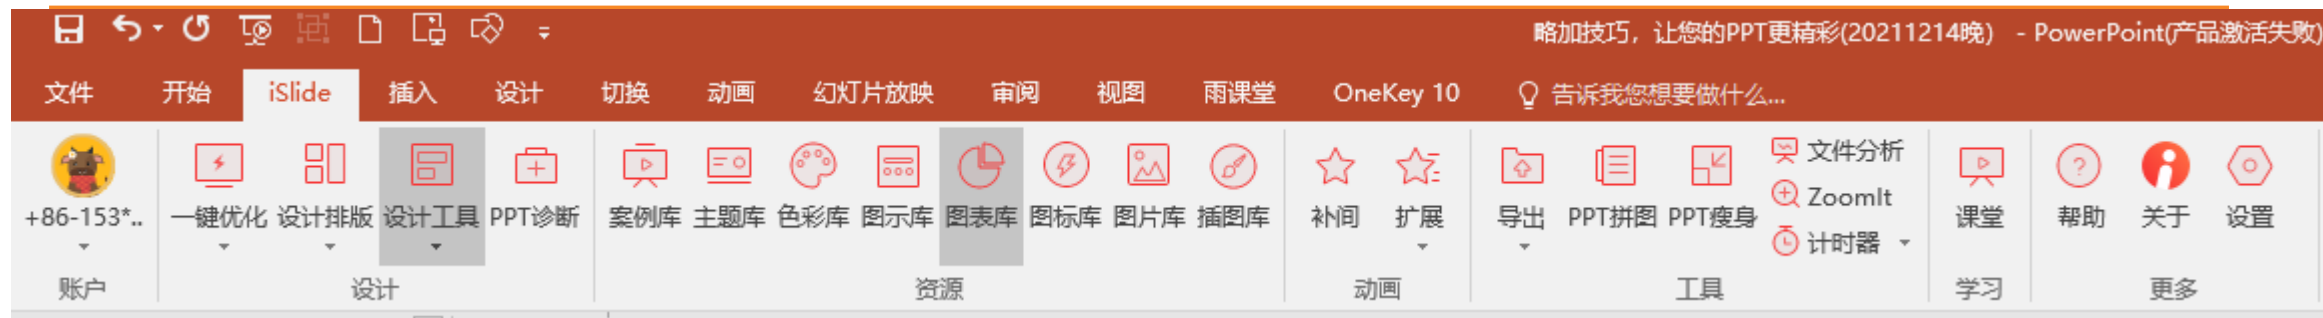 略加技巧，让您的PPT更精彩(20211214晚) - PowerPoint(产品激活失败)
文件 开始 iSlide 插入 设计 切换 动画 幻灯片放映 审阅 视图 雨课堂 OneKey 10 告诉我您想要做什么...
+86-153*.. 一键优化 设计排版 设计工具 PPT诊断 案例库 主题库 色彩库 图示库 图表库 图标库 图片库 插图库 补间 扩展 导出 PPT拼图 PPT瘦身 文件分析 ZoomIt 计时器 课堂 帮助 关于 设置
账户 设计 资源 动画 工具 学习 更多